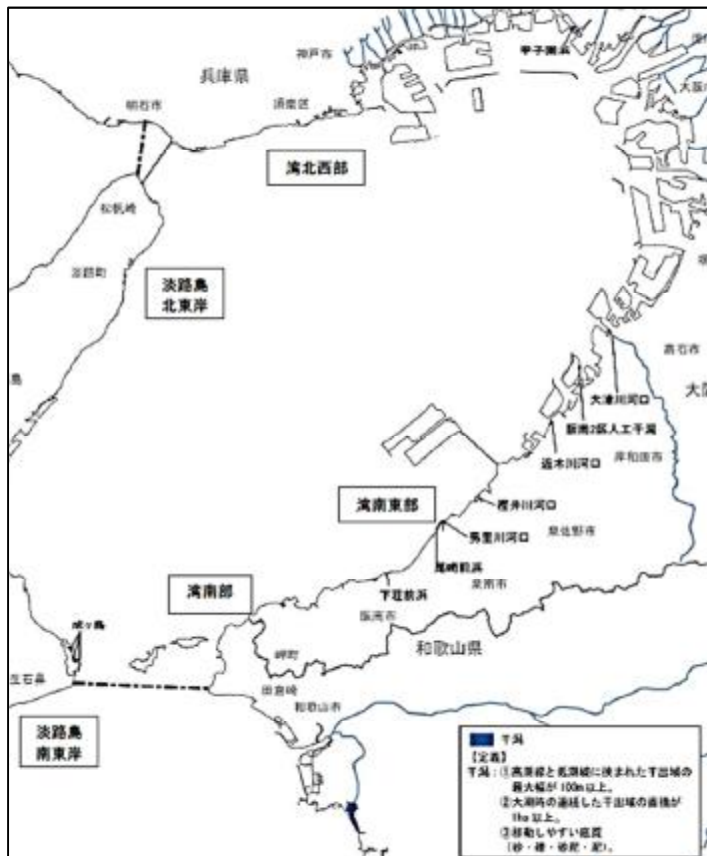 神戸市
甲子園浜
兵庫県
明石市
須磨区
湾北西部
松帆崎
淡路町
淡路島
北東岸
島
高石市
大津川河口
阪南2区人工干潟
近木川河口
岸和田市
樫井川河口
湾南東部
男里川河口
泉佐野市
尾崎前浜
泉南市
下荘前浜
湾南部
阪南市
成ヶ島
和歌山県
岬町
生石鼻
田倉崎
和歌山市
淡路島
南東岸
干潟
【定義】
干潟：①高潮線と低潮線に挟まれた干出域の
最大幅が100m以上。
②大潮時の連続した干出域の面積が
1ha以上。
③移動しやすい底質
（砂・礫・砂泥・泥）。